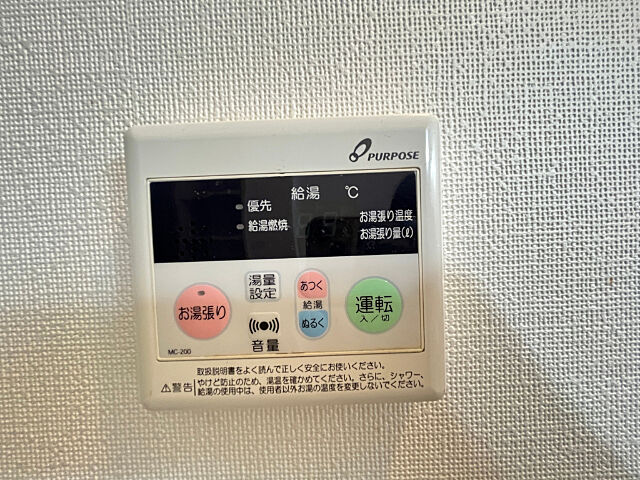 PURPOSE
給湯 ℃
優先
給湯燃焼
お湯張り温度
お湯張り量(ℓ)
お湯張り
湯量
設定
音量
あつく
給湯
ぬるく
運転
入/切
MC-200
⚠警告
取扱説明書をよく読んで正しく安全にお使いください。
やけど防止のため、湯温を確かめてください。さらに、シャワー、
給湯の使用中は、使用者以外お湯の温度を変更しないでください。